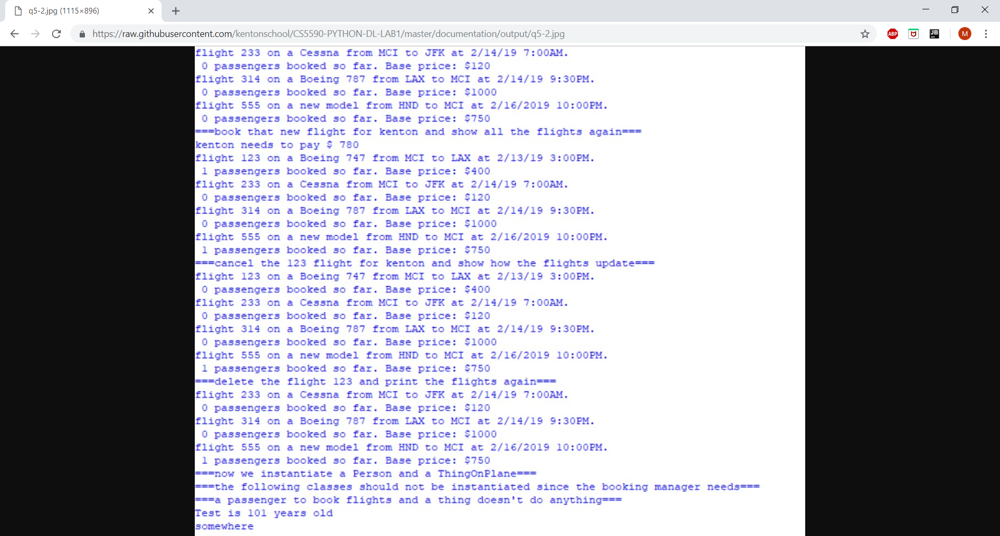 q5-2.jpg (1115×896)
https://raw.githubusercontent.com/kentonschool/CS5590-PYTHON-DL-LAB1/master/documentation/output/q5-2.jpg
ABP
JB
M
flight 233 on a Cessna from MCI to JFK at 2/14/19 7:00AM.
0 passengers booked so far. Base price: $120
flight 314 on a Boeing 787 from LAX to MCI at 2/14/19 9:30PM.
0 passengers booked so far. Base price: $1000
flight 555 on a new model from HND to MCI at 2/16/2019 10:00PM.
0 passengers booked so far. Base price: $750
===book that new flight for kenton and show all the flights again===
kenton needs to pay $ 780
flight 123 on a Boeing 747 from MCI to LAX at 2/13/19 3:00PM.
1 passengers booked so far. Base price: $400
flight 233 on a Cessna from MCI to JFK at 2/14/19 7:00AM.
0 passengers booked so far. Base price: $120
flight 314 on a Boeing 787 from LAX to MCI at 2/14/19 9:30PM.
0 passengers booked so far. Base price: $1000
flight 555 on a new model from HND to MCI at 2/16/2019 10:00PM.
1 passengers booked so far. Base price: $750
===cancel the 123 flight for kenton and show how the flights update===
flight 123 on a Boeing 747 from MCI to LAX at 2/13/19 3:00PM.
0 passengers booked so far. Base price: $400
flight 233 on a Cessna from MCI to JFK at 2/14/19 7:00AM.
0 passengers booked so far. Base price: $120
flight 314 on a Boeing 787 from LAX to MCI at 2/14/19 9:30PM.
0 passengers booked so far. Base price: $1000
flight 555 on a new model from HND to MCI at 2/16/2019 10:00PM.
1 passengers booked so far. Base price: $750
===delete the flight 123 and print the flights again===
flight 233 on a Cessna from MCI to JFK at 2/14/19 7:00AM.
0 passengers booked so far. Base price: $120
flight 314 on a Boeing 787 from LAX to MCI at 2/14/19 9:30PM.
0 passengers booked so far. Base price: $1000
flight 555 on a new model from HND to MCI at 2/16/2019 10:00PM.
1 passengers booked so far. Base price: $750
===now we instantiate a Person and a ThingOnPlane===
===the following classes should not be instantiated since the booking manager needs===
===a passenger to book flights and a thing doesn't do anything===
Test is 101 years old
somewhere